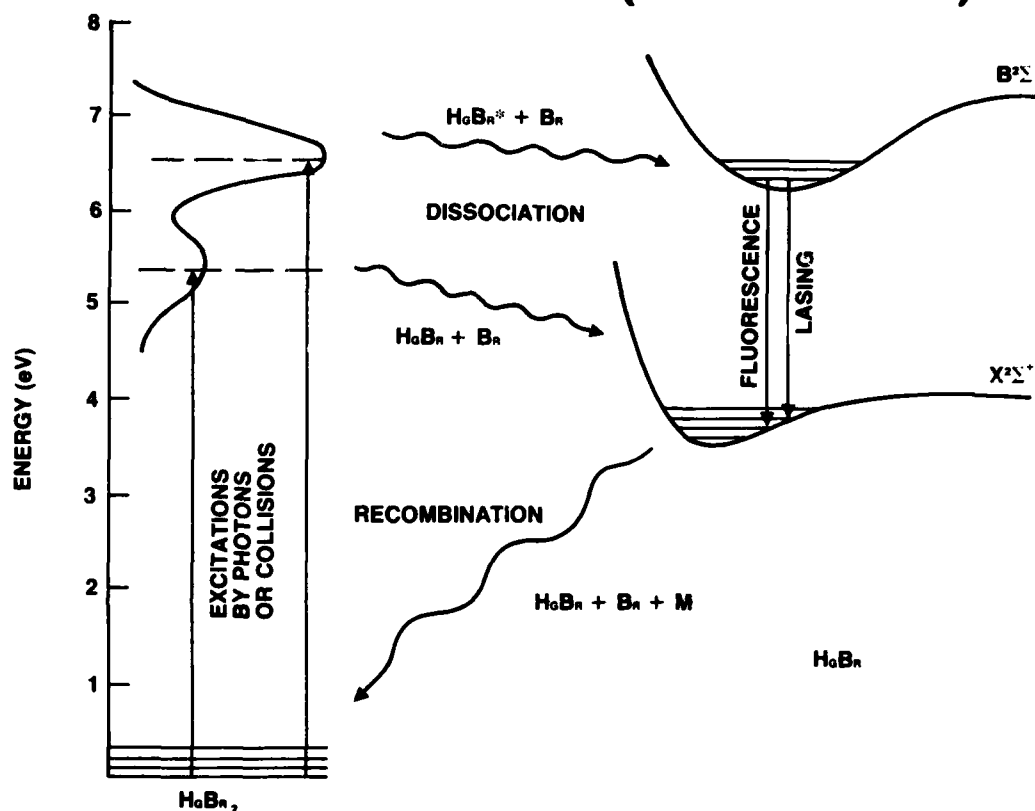 8
7
6
5
4
3
2
1
ENERGY (eV)
HGBR* + BR
DISSOCIATION
HGBR + BR
B²Σ
FLUORESCENCE
LASING
X²Σ⁺
EXCITATIONS
BY PHOTONS
OR COLLISIONS
RECOMBINATION
HGBR + BR + M
HGBR
HGBR₂